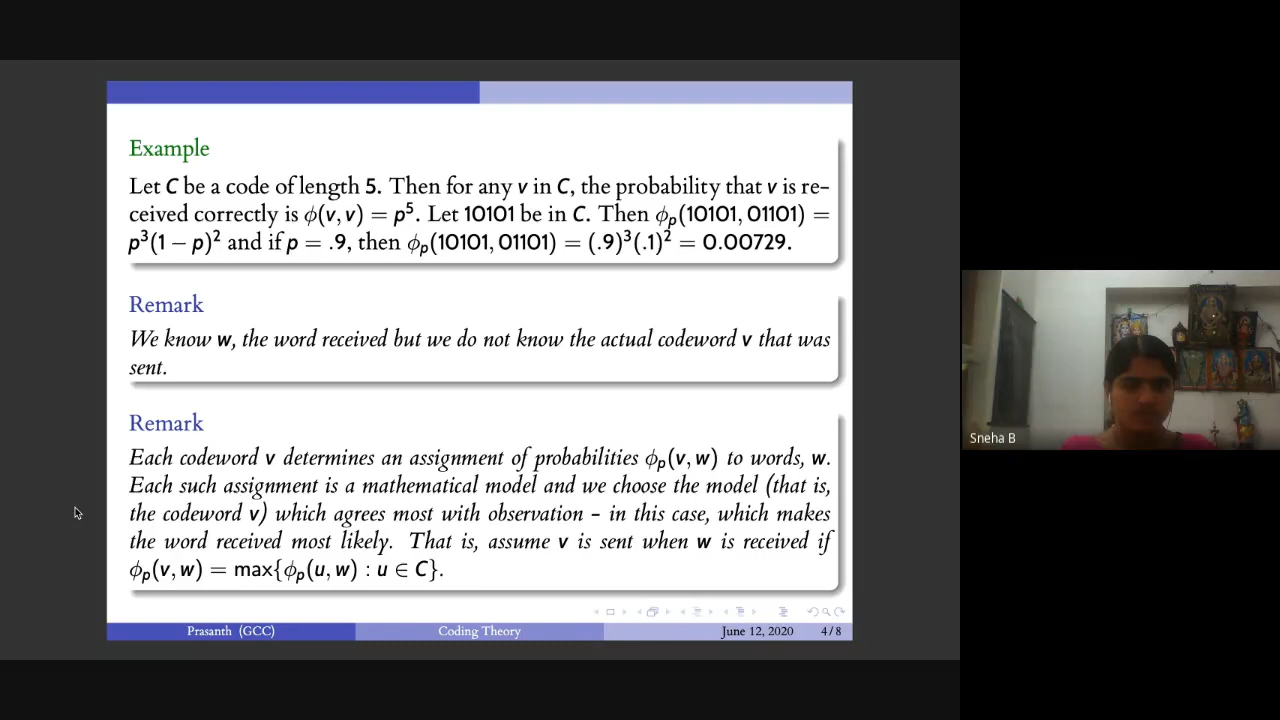 Example
Let C be a code of length 5. Then for any v in C, the probability that v is re-
ceived correctly is ϕ(v, v) = p⁵. Let 10101 be in C. Then ϕₚ(10101, 01101) =
p³(1 − p)² and if p = .9, then ϕₚ(10101, 01101) = (.9)³(.1)² = 0.00729.
Remark
We know w, the word received but we do not know the actual codeword v that was
sent.
Remark
Each codeword v determines an assignment of probabilities ϕₚ(v, w) to words, w.
Each such assignment is a mathematical model and we choose the model (that is,
the codeword v) which agrees most with observation - in this case, which makes
the word received most likely. That is, assume v is sent when w is received if
ϕₚ(v, w) = max{ϕₚ(u, w) : u ∈ C}.
Prasanth (GCC) Coding Theory June 12, 2020 4/8
Sneha B